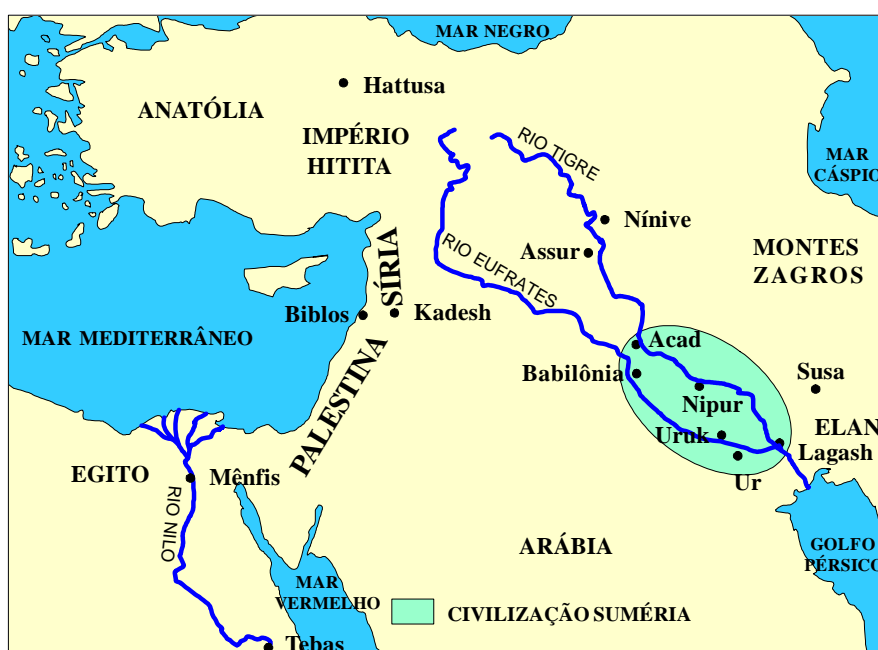 MAR NEGRO
Hattusa
ANATÓLIA
IMPÉRIO
HITITA
RIO TIGRE
MAR
CÁSPIO
Nínive
Assur
MONTES
ZAGROS
SÍRIA
RIO EUFRATES
Biblos
Kadesh
MAR MEDITERRÂNEO
PALESTINA
Acad
Babilônia
Susa
Nipur
Uruk
ELAN
Lagash
Ur
EGITO
Mênfis
RIO NILO
ARÁBIA
GOLFO
PÉRSICO
MAR
VERMELHO
CIVILIZAÇÃO SUMÉRIA
Tebas